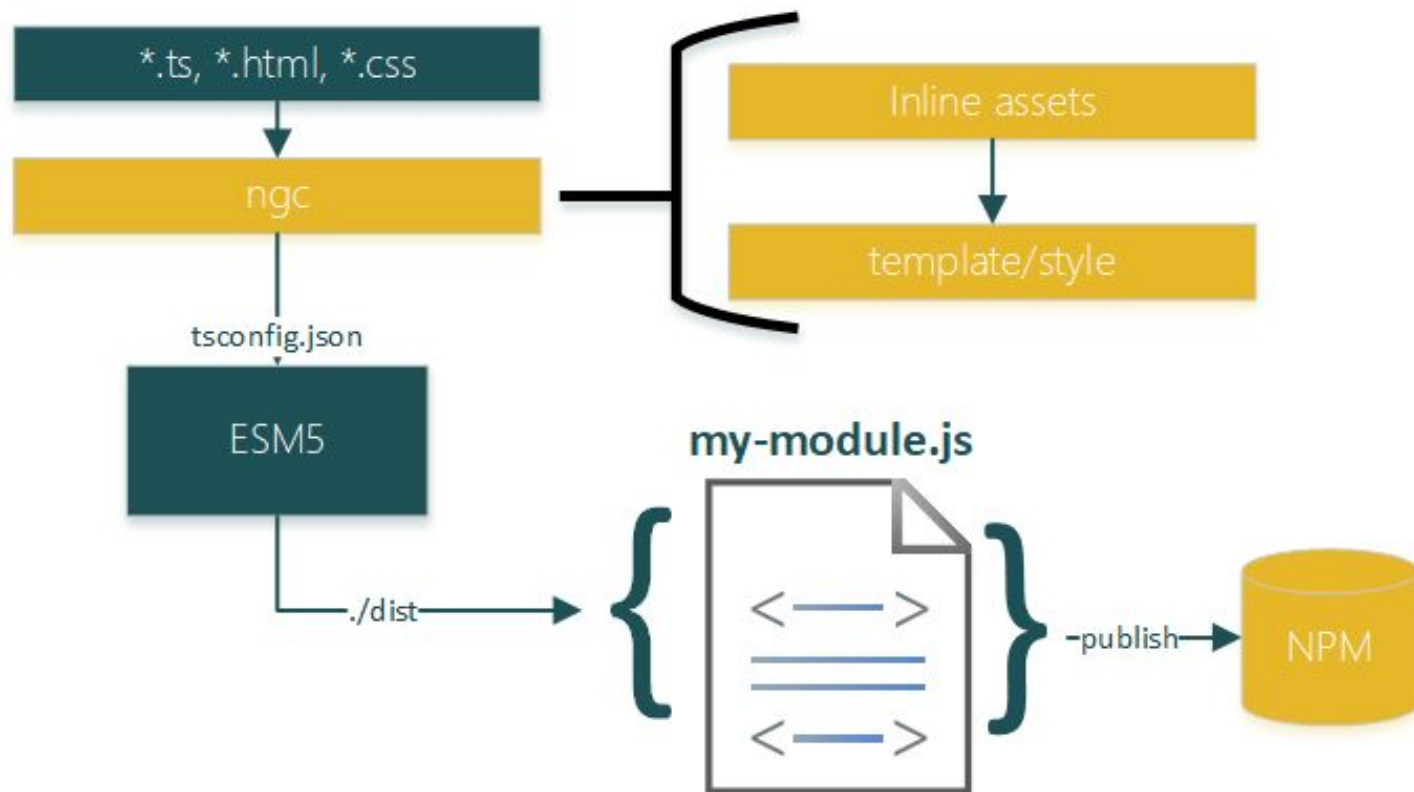 *.ts, *.html, *.css
ngc
Inline assets
template/style
tsconfig.json
ESM5
my-module.js
./dist
publish
NPM